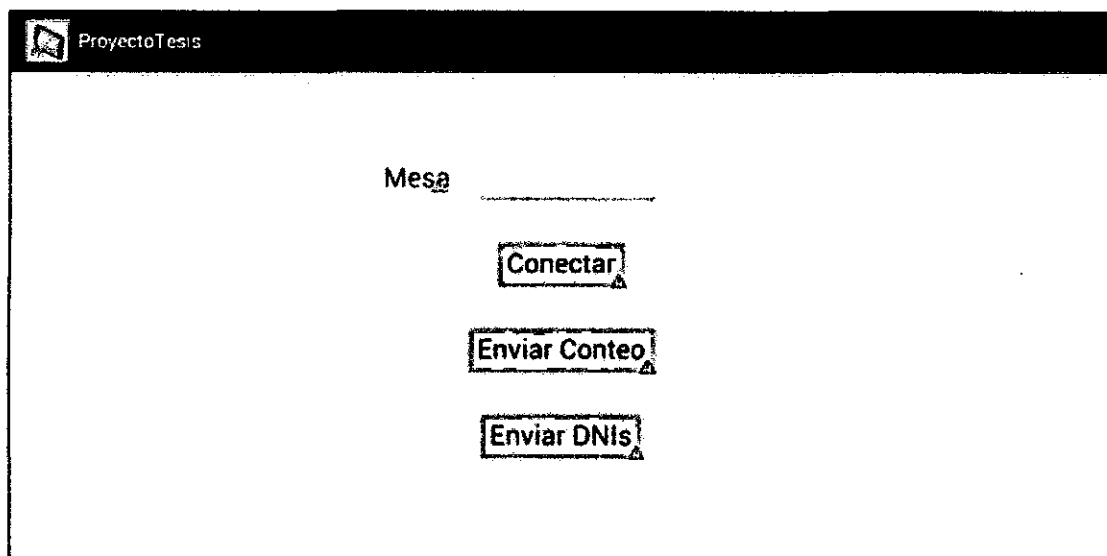 ProyectoTesis
Mesa
Conectar
Enviar Conteo
Enviar DNIs